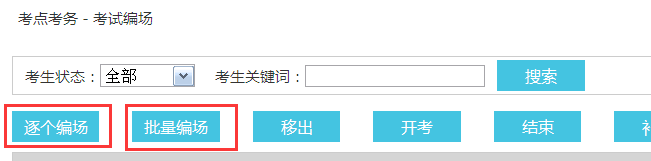 考点考务 - 考试编场
考生状态： 全部 考生关键词： 搜索
逐个编场 批量编场 移出 开考 结束